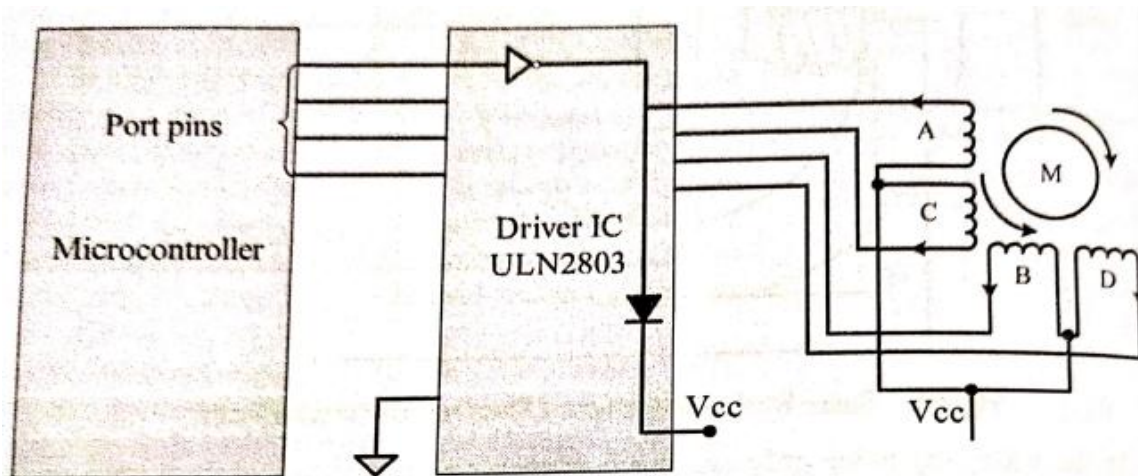 Port pins
Microcontroller
Driver IC
ULN2803
Vcc
A
C
B
D
M
Vcc